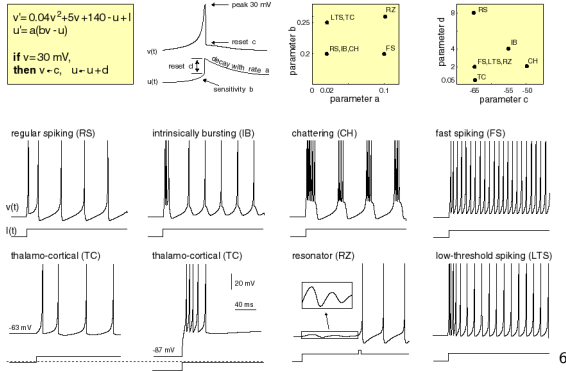 v'= 0.04v²+5v+140 -u+I
u'= a(bv - u)
if v=30 mV,
then v←c, u←u+d
peak 30 mV
reset c
v(t)
reset d
decay with rate a
u(t)
sensitivity b
parameter b
0.25
0.2
LTS,TC
RZ
RS,IB,CH
FS
0
0.02
0.1
parameter a
parameter d
8
4
2
0.05
RS
IB
FS,LTS,RZ
CH
TC
-65
-55
-50
parameter c
regular spiking (RS)
intrinsically bursting (IB)
chattering (CH)
fast spiking (FS)
v(t)
I(t)
thalamo-cortical (TC)
thalamo-cortical (TC)
resonator (RZ)
low-threshold spiking (LTS)
-63 mV
-87 mV
20 mV
40 ms
6